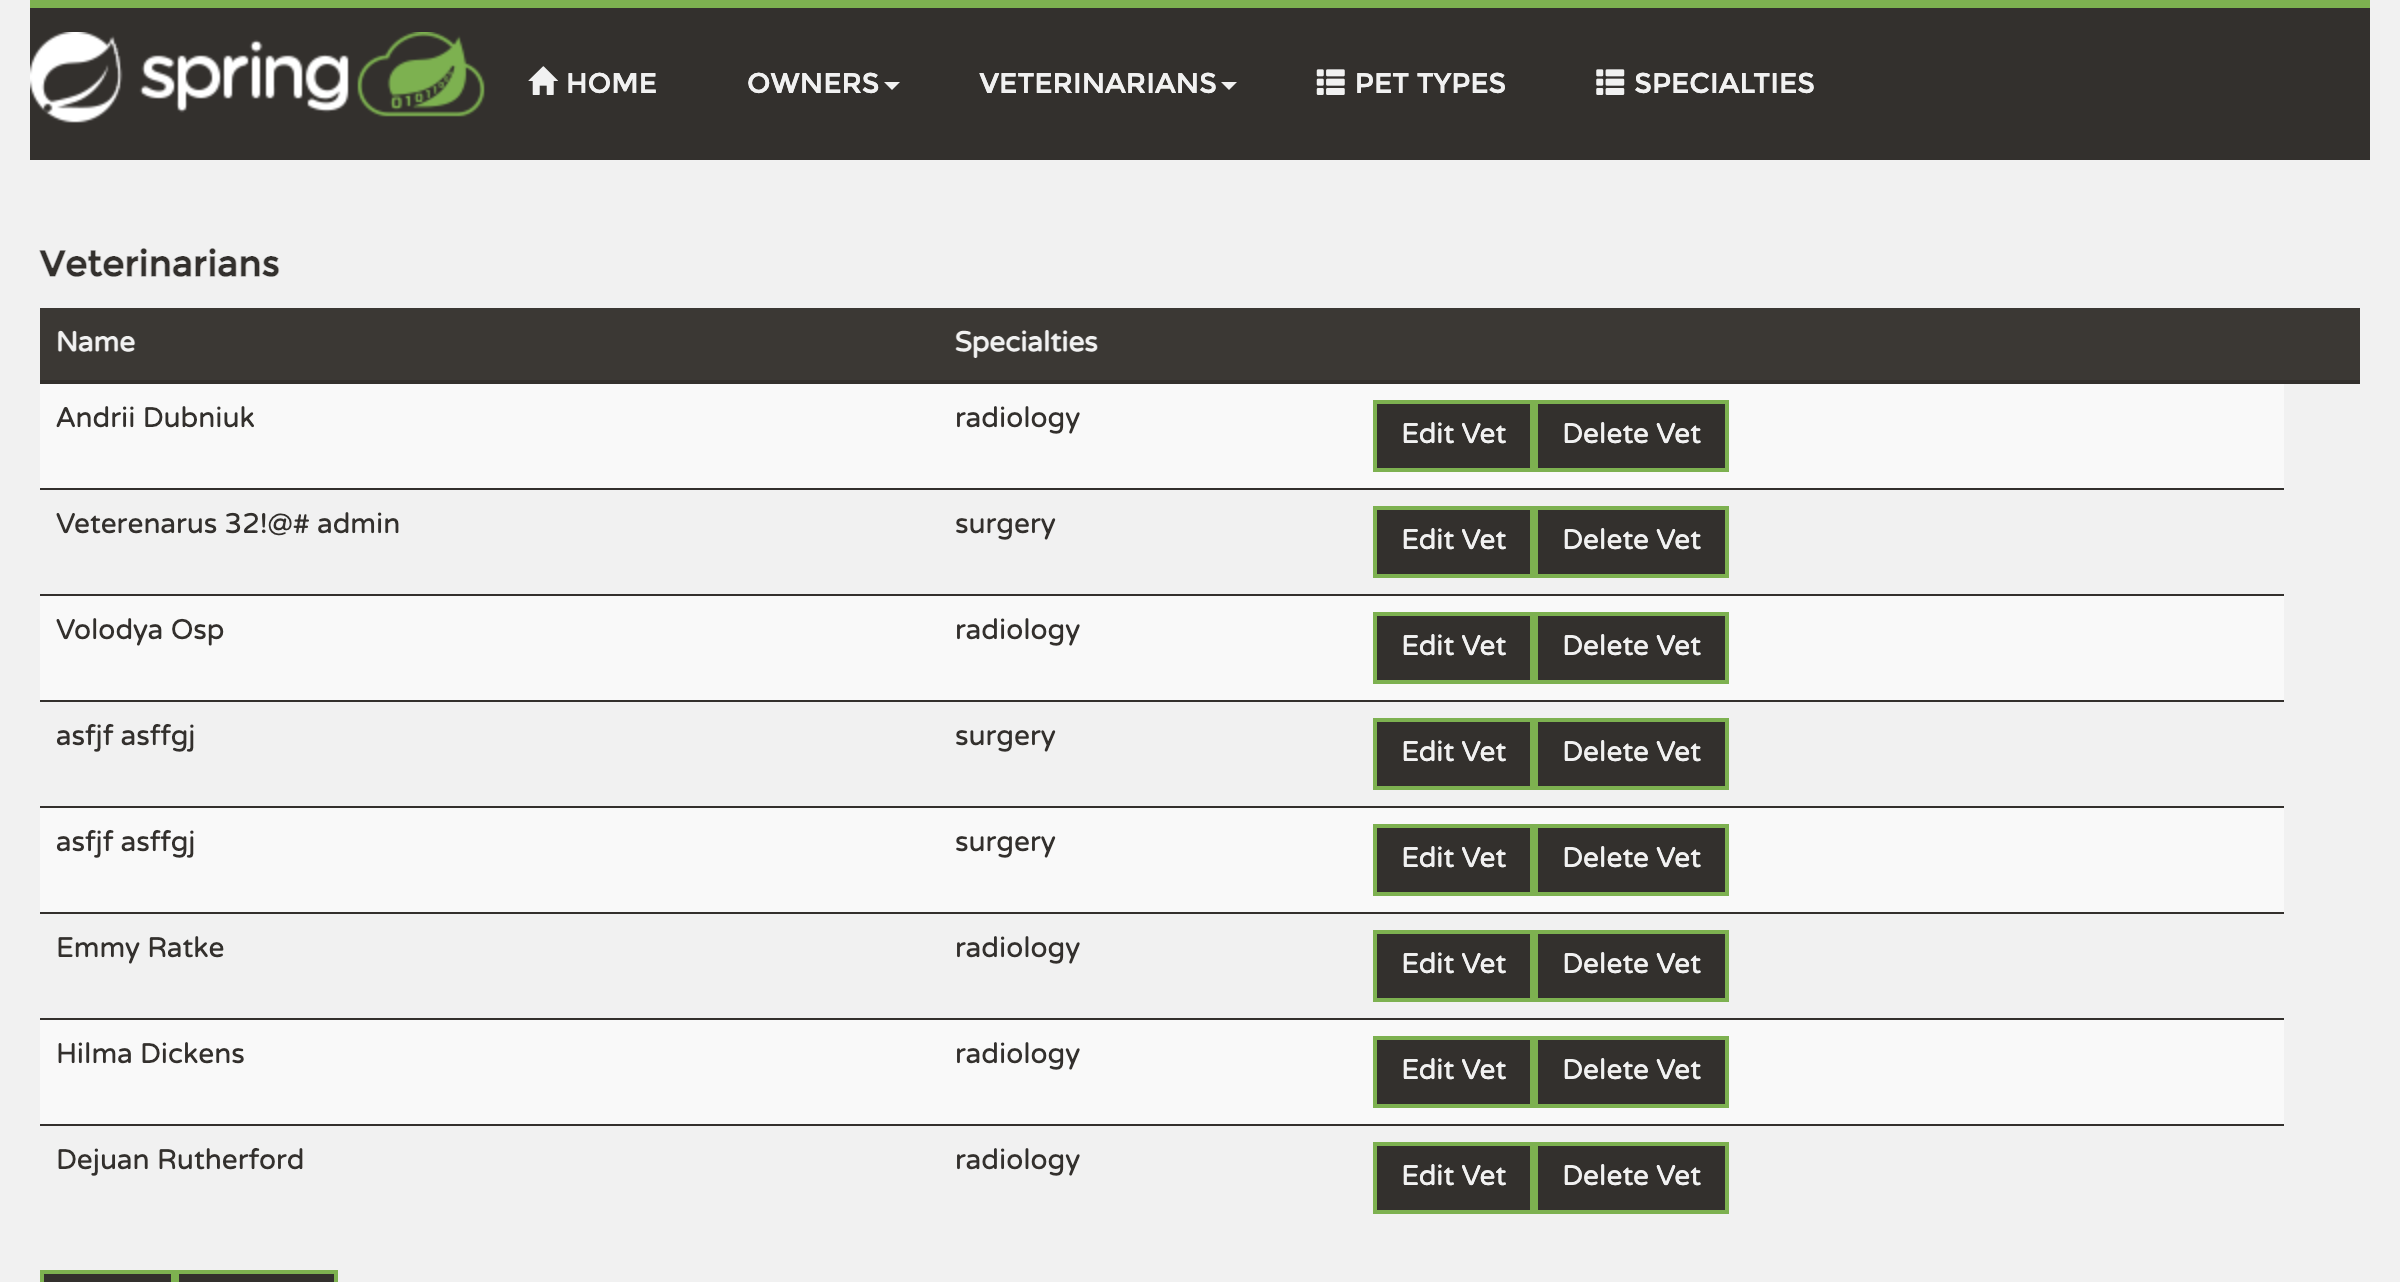 spring HOME OWNERS VETERINARIANS PET TYPES SPECIALTIES
Veterinarians
Name Specialties
Andrii Dubniuk radiology Edit Vet Delete Vet
Veterenarus 32!@# admin surgery Edit Vet Delete Vet
Volodya Osp radiology Edit Vet Delete Vet
asfjf asffgj surgery Edit Vet Delete Vet
asfjf asffgj surgery Edit Vet Delete Vet
Emmy Ratke radiology Edit Vet Delete Vet
Hilma Dickens radiology Edit Vet Delete Vet
Dejuan Rutherford radiology Edit Vet Delete Vet